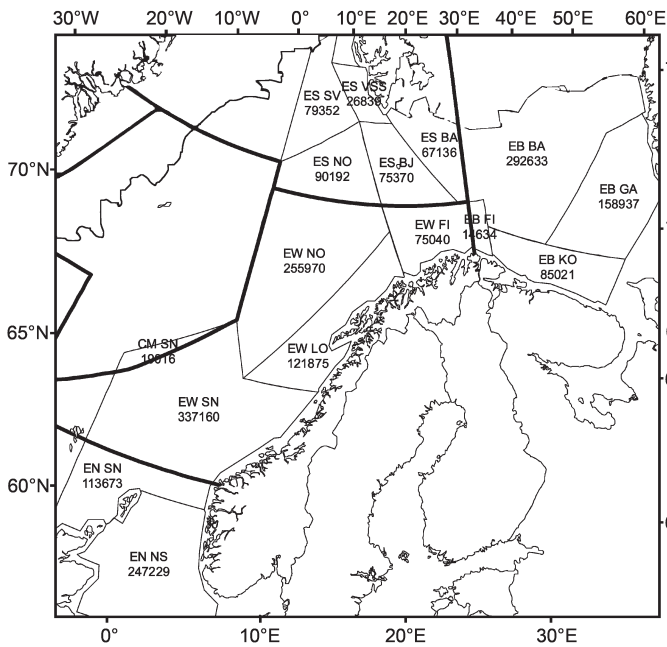 30°W 20°W 10°W 0° 10°E 20°E 30°E 40°E 50°E 60°E
ES SV
79352
ES VSS
26839
ES BA
67136
EB BA
292633
70°N
ES NO
90192
ES BJ
75370
EB GA
158937
EW FI
75040
EB FI
14634
EW NO
255970
EB KO
85021
65°N
CM SN
19016
EW LO
121875
EW SN
337160
60°N
EN SN
113673
EN NS
247229
0° 10°E 20°E 30°E